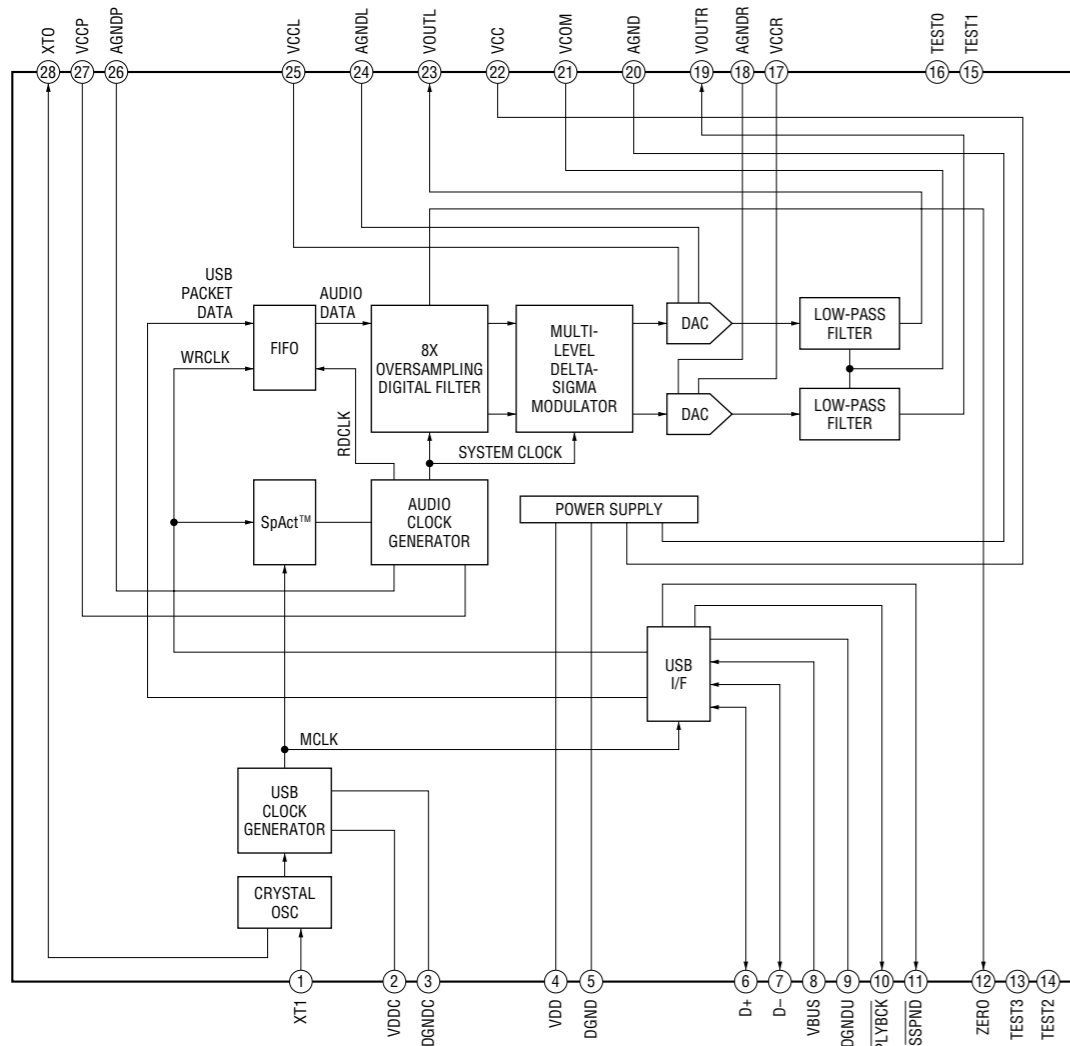 XTO
VCCP
AGNDP
VCCL
AGNDL
VOUTL
VCC
VCOM
AGND
VOUTR
AGNDR
VCCR
TEST0
TEST1
28
27
26
25
24
23
22
21
20
19
18
17
16
15
USB
PACKET
DATA
AUDIO
DATA
WRCLK
FIFO
RDCLK
8X
OVERSAMPLING
DIGITAL FILTER
MULTI-
LEVEL
DELTA-
SIGMA
MODULATOR
DAC
DAC
LOW-PASS
FILTER
LOW-PASS
FILTER
SYSTEM CLOCK
SpAct™
AUDIO
CLOCK
GENERATOR
POWER SUPPLY
USB
I/F
MCLK
USB
CLOCK
GENERATOR
CRYSTAL
OSC
1
2
3
4
5
6
7
8
9
10
11
12
13
14
XT1
VDDC
DGNDC
VDD
DGND
D+
D–
VBUS
DGNDU
PLYBCK
SSPND
ZERO
TEST3
TEST2